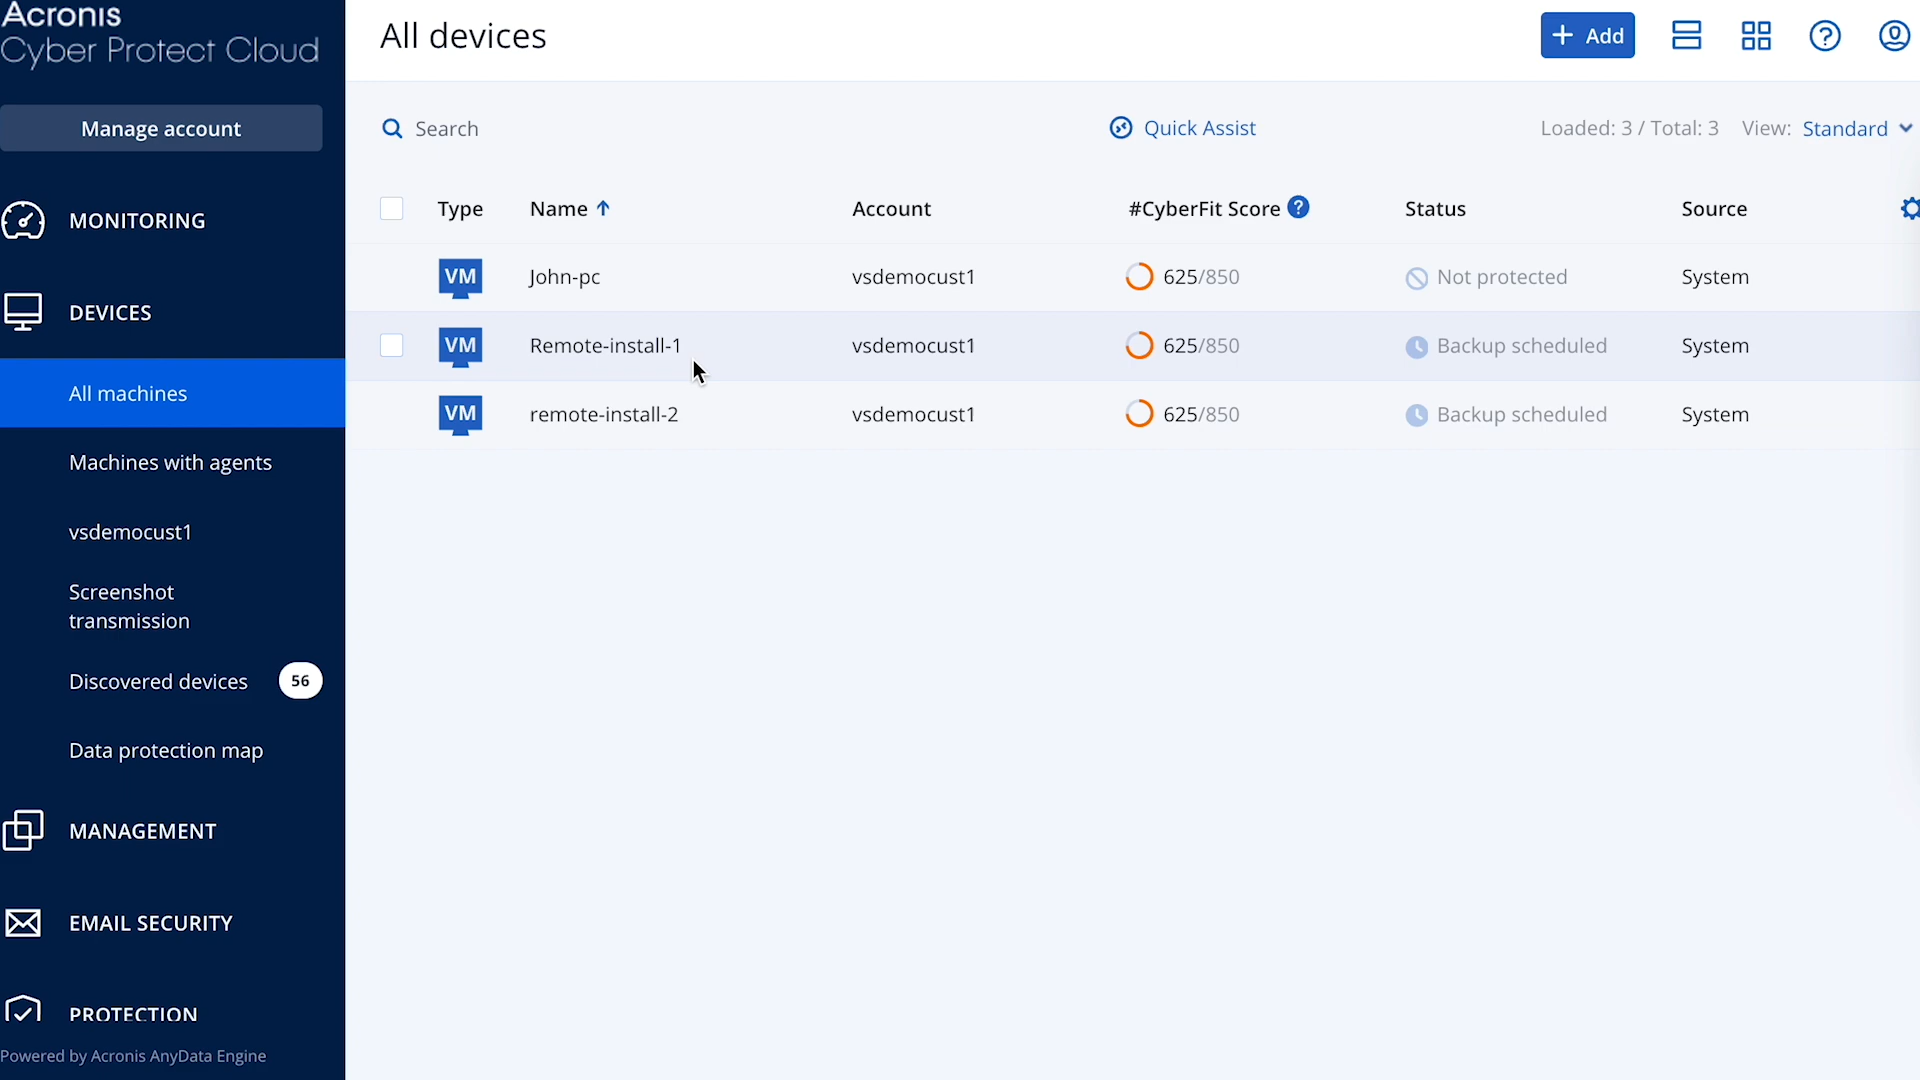 Acronis
Cyber Protect Cloud
All devices
Add
Manage account
Search
Quick Assist
Loaded: 3 / Total: 3 View: Standard
Type Name Account #CyberFit Score ? Status Source
VM John-pc vsdemocust1 625/850 Not protected System
VM Remote-install-1 vsdemocust1 625/850 Backup scheduled System
VM remote-install-2 vsdemocust1 625/850 Backup scheduled System
MONITORING
DEVICES
All machines
Machines with agents
vsdemocust1
Screenshot
transmission
Discovered devices 56
Data protection map
MANAGEMENT
EMAIL SECURITY
PROTECTION
Powered by Acronis AnyData Engine